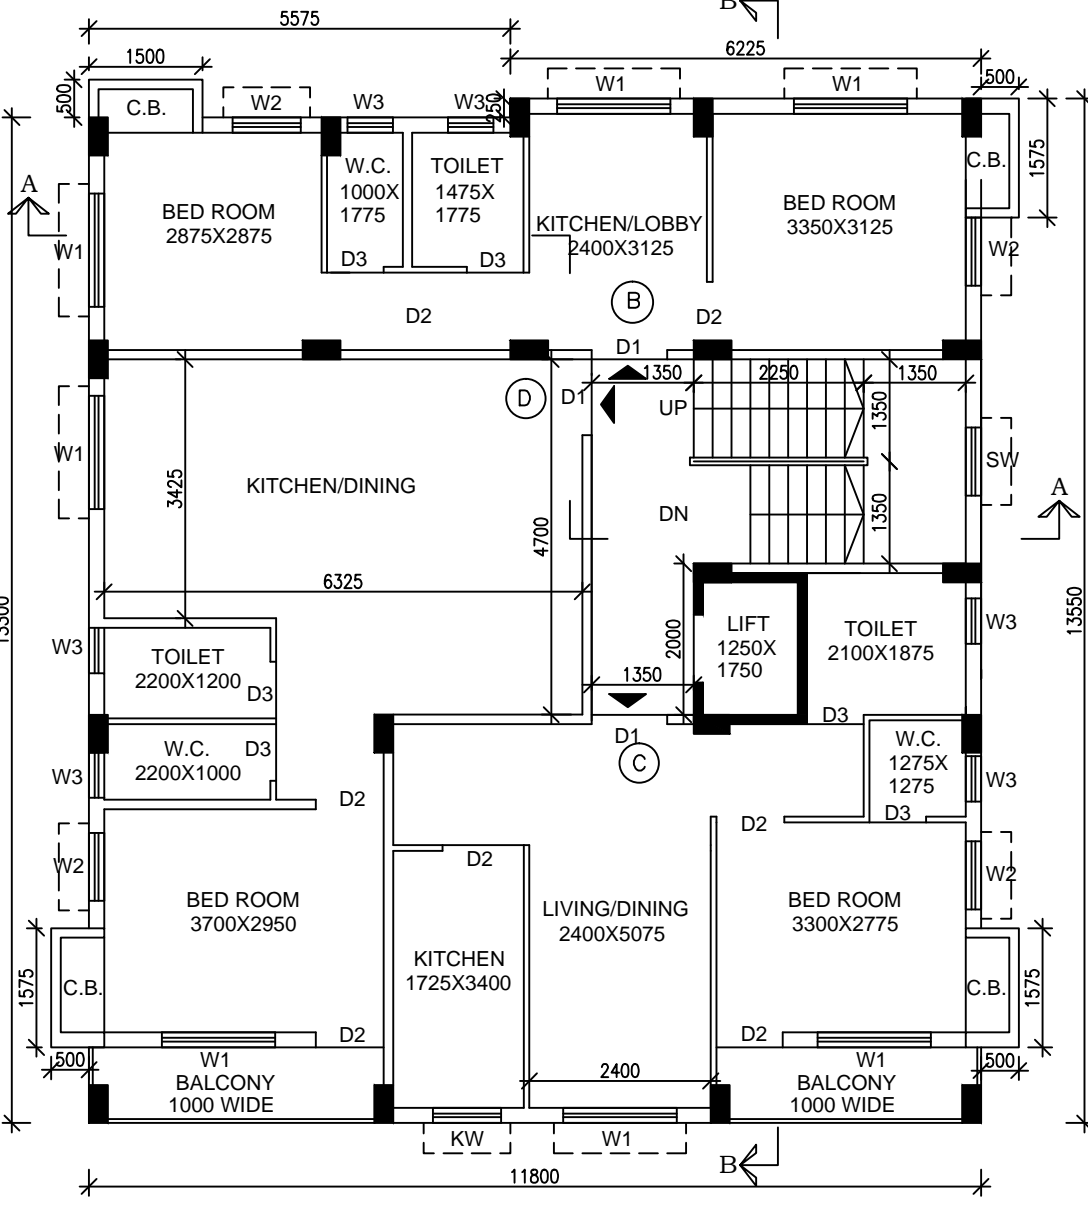 B
5575
6225
1500
500
500
250
500
C.B.
W2
W3
W3
W1
W1
C.B.
1575
A
W1
BED ROOM
2875X2875
W.C.
1000X
1775
D3
TOILET
1475X
1775
D3
KITCHEN/LOBBY
2400X3125
BED ROOM
3350X3125
W2
D2
B
D2
D1
1350
2250
1350
D
D1
UP
1350
W1
3425
KITCHEN/DINING
4700
SW
A
DN
1350
6325
13550
W3
TOILET
2200X1200
D3
2000
LIFT
1250X
1750
TOILET
2100X1875
W3
1350
D3
W.C.
2200X1000
D3
D1
C
W.C.
1275X
1275
D3
W3
W3
D2
D2
W2
D2
W2
BED ROOM
3700X2950
LIVING/DINING
2400X5075
BED ROOM
3300X2775
KITCHEN
1725X3400
1575
C.B.
C.B.
1575
D2
D2
500
W1
BALCONY
1000 WIDE
2400
W1
BALCONY
1000 WIDE
500
KW
W1
B
11800